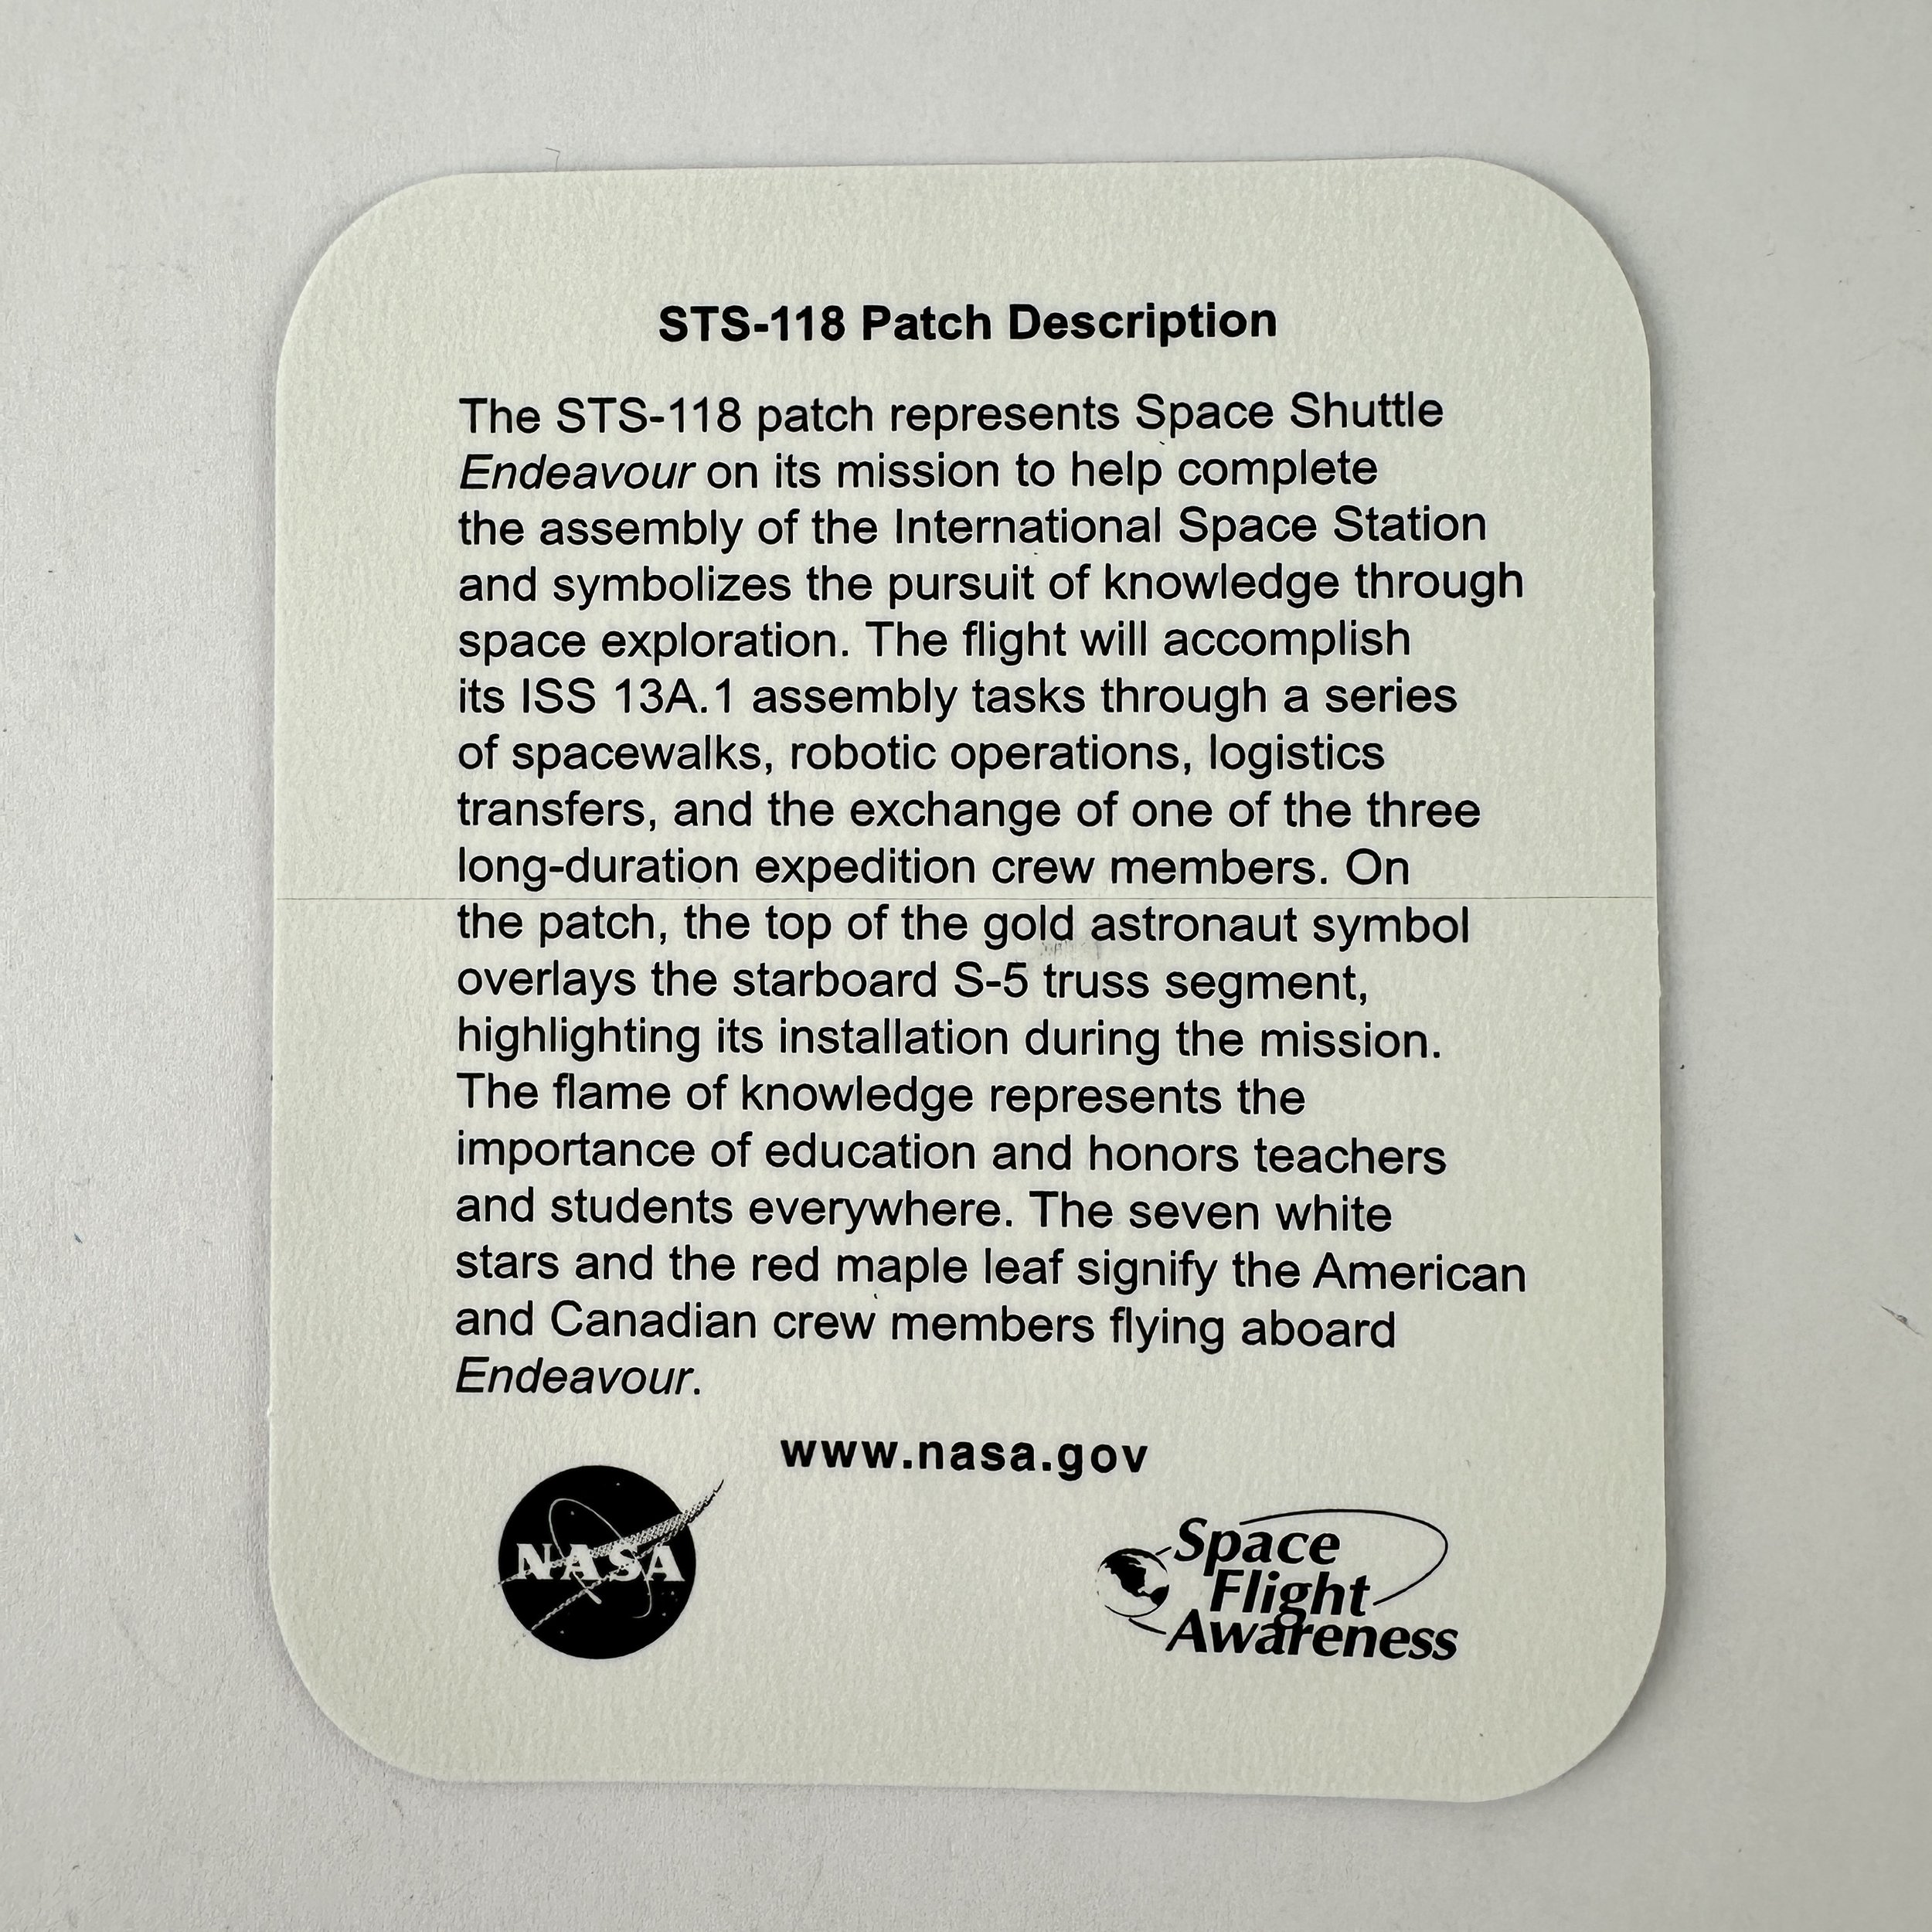 STS-118 Patch Description
The STS-118 patch represents Space Shuttle
Endeavour on its mission to help complete
the assembly of the International Space Station
and symbolizes the pursuit of knowledge through
space exploration. The flight will accomplish
its ISS 13A.1 assembly tasks through a series
of spacewalks, robotic operations, logistics
transfers, and the exchange of one of the three
long-duration expedition crew members. On
the patch, the top of the gold astronaut symbol
overlays the starboard S-5 truss segment,
highlighting its installation during the mission.
The flame of knowledge represents the
importance of education and honors teachers
and students everywhere. The seven white
stars and the red maple leaf signify the American
and Canadian crew members flying aboard
Endeavour.
www.nasa.gov
NASA
Space
Flight
Awareness